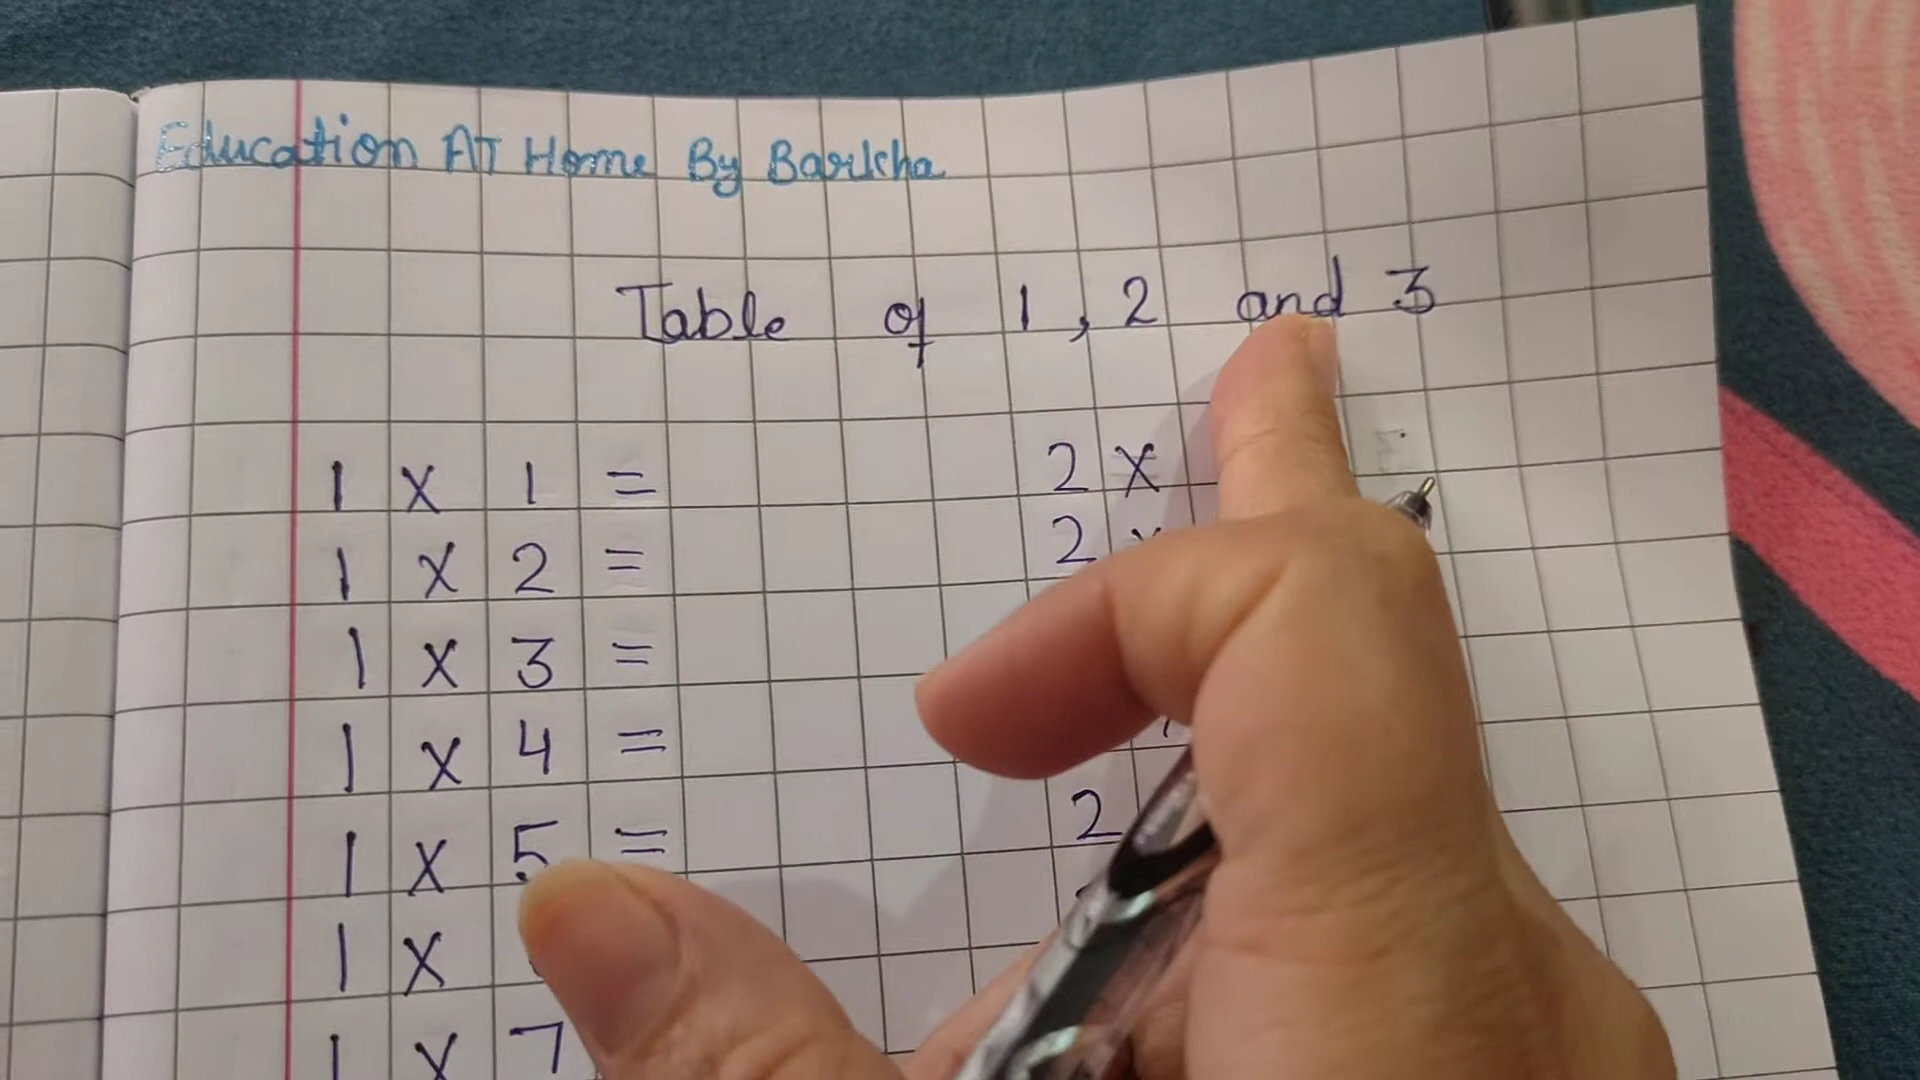 Education AT Home By Barkha
Table of 1, 2 and 3
1 x 1 =
2 x
1 x 2 =
2 x
1 x 3 =
1 x 4 =
1 x 5 =
2
1 x
1 x 7